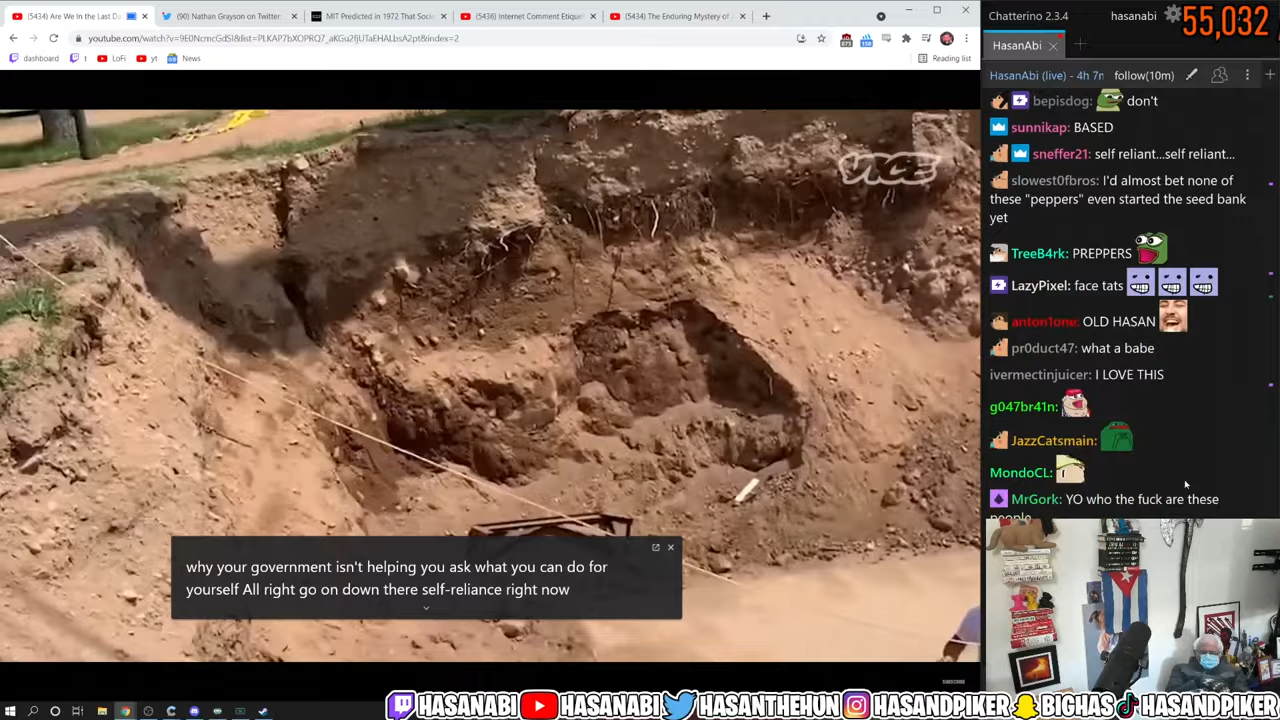 (5434) Are We In the Last Da
(90) Nathan Grayson on Twitter:
MIT Predicted in 1972 That Soci
(5436) Internet Comment Etique
(5434) The Enduring Mystery of
youtube.com/watch?v=9E0NcmcGdSI&list=PLKAP7bXOPRQ7_aKGu2fjUTaEHALbsA2pt&index=2
dashboard
t
LoFi
yt
News
Reading list
VICE
why your government isn't helping you ask what you can do for
yourself All right go on down there self-reliance right now
SUBSCRIBE
Chatterino 2.3.4
hasanabi
55,032
HasanAbi
HasanAbi (live) - 4h 7n
follow(10m)
bepisdog: don't
sunnikap: BASED
sneffer21: self reliant...self reliant...
slowest0fbros: I'd almost bet none of
these "peppers" even started the seed bank
yet
TreeB4rk: PREPPERS
LazyPixel: face tats
anton1one: OLD HASAN
pr0duct47: what a babe
ivermectinjuicer: I LOVE THIS
g047br41n:
JazzCatsmain:
MondoCL:
MrGork: YO who the fuck are these
people
HASANABI
HASANABI
HASANTHEHUN
HASANDPIKER
BIGHAS
HASANDPIKER